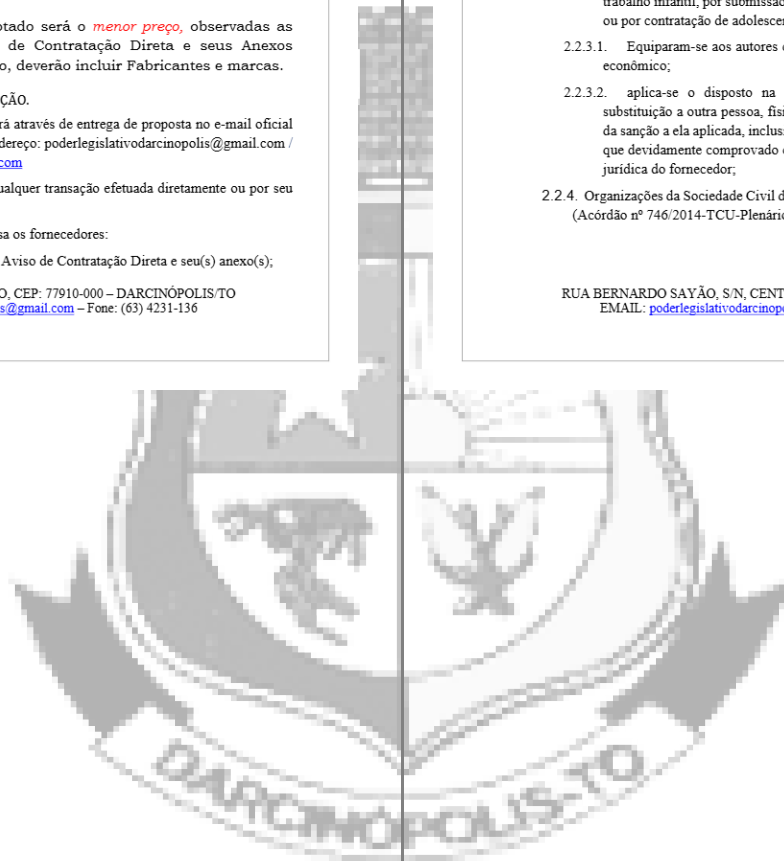 otado será o menor preço, observadas as
de Contratação Direta e seus Anexos
o, deverão incluir Fabricantes e marcas.
ÇÃO.
rá através de entrega de proposta no e-mail oficial
dereço: poderlegislativodarcinopolis@gmail.com /
com
ualquer transação efetuada diretamente ou por seu
sa os fornecedores:
Aviso de Contratação Direta e seu(s) anexo(s);
O, CEP: 77910-000 – DARCINÓPOLIS/TO
s@gmail.com – Fone: (63) 4231-136
trabalho infantil, por submissã
ou por contratação de adolescen
2.2.3.1. Equiparam-se aos autores
econômico;
2.2.3.2. aplica-se o disposto na
substituição a outra pessoa, físi
da sanção a ela aplicada, inclus
que devidamente comprovado
jurídica do fornecedor;
2.2.4. Organizações da Sociedade Civil d
(Acórdão nº 746/2014-TCU-Plenário
RUA BERNARDO SAYÃO, S/N, CENT
EMAIL: poderlegislativodarcinopo
DARCINÓPOLIS-TO